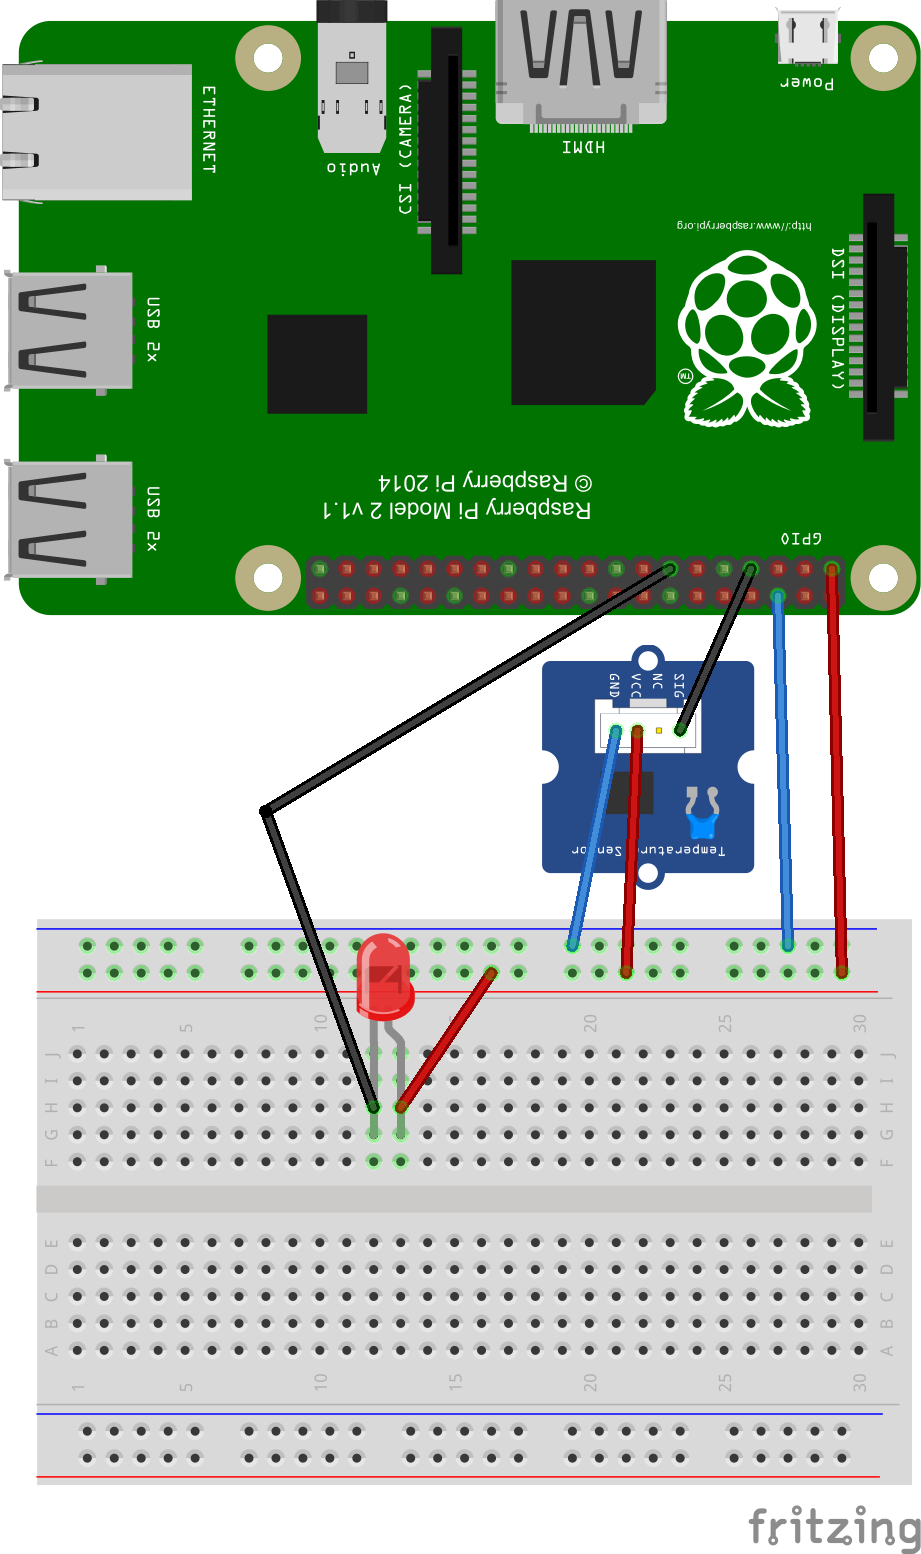 Power
ETHERNET
CSI (CAMERA)
HDMI
Audio
http://www.raspberrypi.org
DSI (DISPLAY)
TM
USB 2x
© Raspberry Pi 2014
Raspberry Pi Model 2 v1.1
USB 2x
GPIO
GND
VCC
NC
SIG
Temperature Sensor
1 5 10 20 25 30
J J
I I
H H
G G
F F
E E
D D
C C
B B
A A
1 5 10 15 20 25 30
fritzing